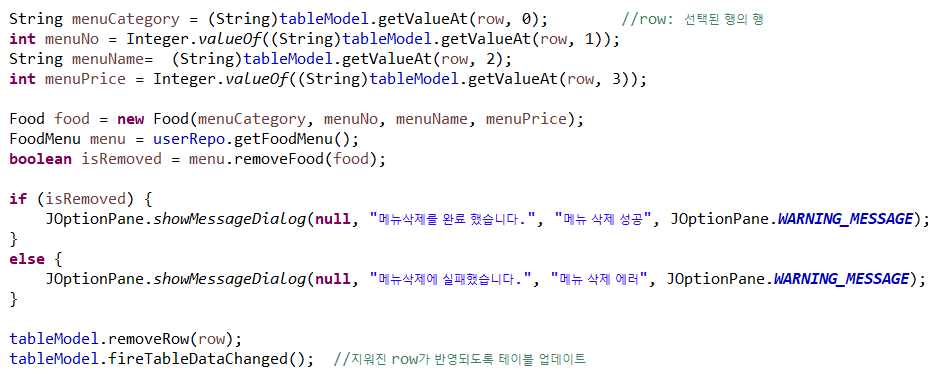 String menuCategory = (String)tableModel.getValueAt(row, 0);        //row: 선택된 행의 행
int menuNo = Integer.valueOf((String)tableModel.getValueAt(row, 1));
String menuName=  (String)tableModel.getValueAt(row, 2);
int menuPrice = Integer.valueOf((String)tableModel.getValueAt(row, 3));

Food food = new Food(menuCategory, menuNo, menuName, menuPrice);
FoodMenu menu = userRepo.getFoodMenu();
boolean isRemoved = menu.removeFood(food);

if (isRemoved) {
    JOptionPane.showMessageDialog(null, "메뉴삭제를 완료 했습니다.", "메뉴 삭제 성공", JOptionPane.WARNING_MESSAGE);
}
else {
    JOptionPane.showMessageDialog(null, "메뉴삭제에 실패했습니다.", "메뉴 삭제 에러", JOptionPane.WARNING_MESSAGE);
}

tableModel.removeRow(row);
tableModel.fireTableDataChanged();  //지워진 row가 반영되도록 테이블 업데이트